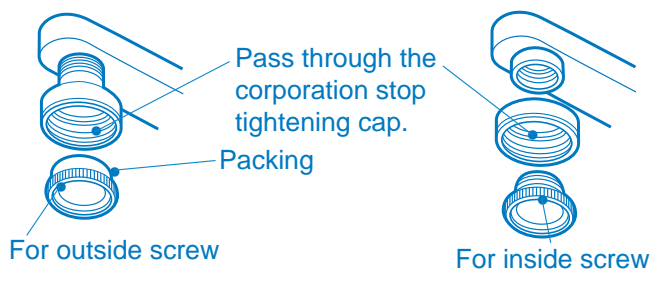 Pass through the
corporation stop
tightening cap.
Packing
For outside screw
For inside screw